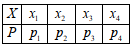 X x₁ x₂ x₃ x₄
P p₁ p₂ p₃ p₄